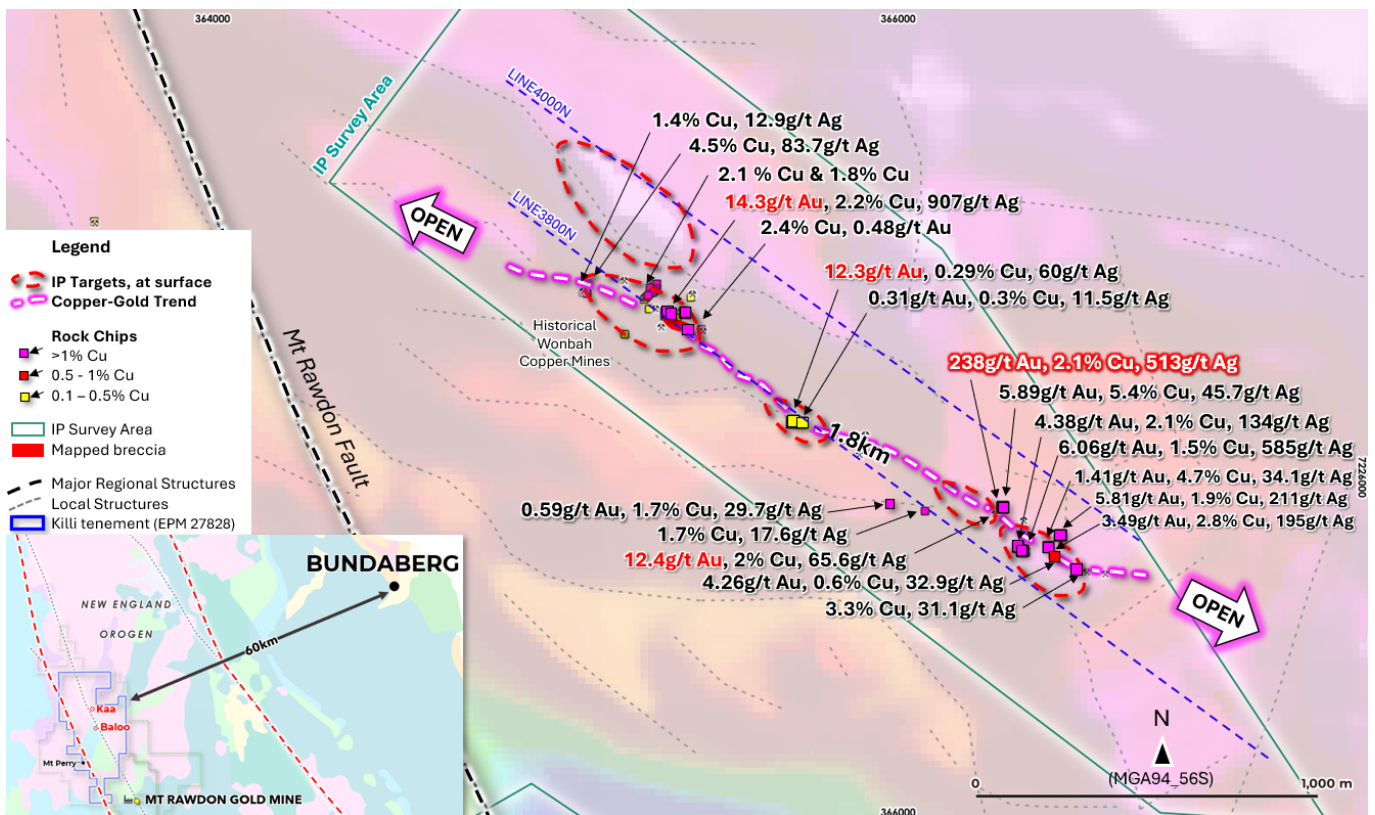 364000
366000
IP Survey Area
LINE4000N
LINE3800N
1.4% Cu, 12.9g/t Ag
4.5% Cu, 83.7g/t Ag
2.1 % Cu & 1.8% Cu
14.3g/t Au, 2.2% Cu, 907g/t Ag
2.4% Cu, 0.48g/t Au
OPEN
12.3g/t Au, 0.29% Cu, 60g/t Ag
0.31g/t Au, 0.3% Cu, 11.5g/t Ag
Historical
Wonbah
Copper Mines
Mt Rawdon Fault
238g/t Au, 2.1% Cu, 513g/t Ag
5.89g/t Au, 5.4% Cu, 45.7g/t Ag
4.38g/t Au, 2.1% Cu, 134g/t Ag
6.06g/t Au, 1.5% Cu, 585g/t Ag
1.41g/t Au, 4.7% Cu, 34.1g/t Ag
5.81g/t Au, 1.9% Cu, 211g/t Ag
3.49g/t Au, 2.8% Cu, 195g/t Ag
1.8km
7226000
0.59g/t Au, 1.7% Cu, 29.7g/t Ag
1.7% Cu, 17.6g/t Ag
12.4g/t Au, 2% Cu, 65.6g/t Ag
4.26g/t Au, 0.6% Cu, 32.9g/t Ag
3.3% Cu, 31.1g/t Ag
OPEN
Legend
IP Targets, at surface
Copper-Gold Trend
Rock Chips
>1% Cu
0.5 - 1% Cu
0.1 – 0.5% Cu
IP Survey Area
Mapped breccia
Major Regional Structures
Local Structures
Killi tenement (EPM 27828)
BUNDABERG
NEW ENGLAND
OROGEN
60km
Kaa
Baloo
Mt Perry
MT RAWDON GOLD MINE
N
(MGA94_56S)
0
1,000 m
366000